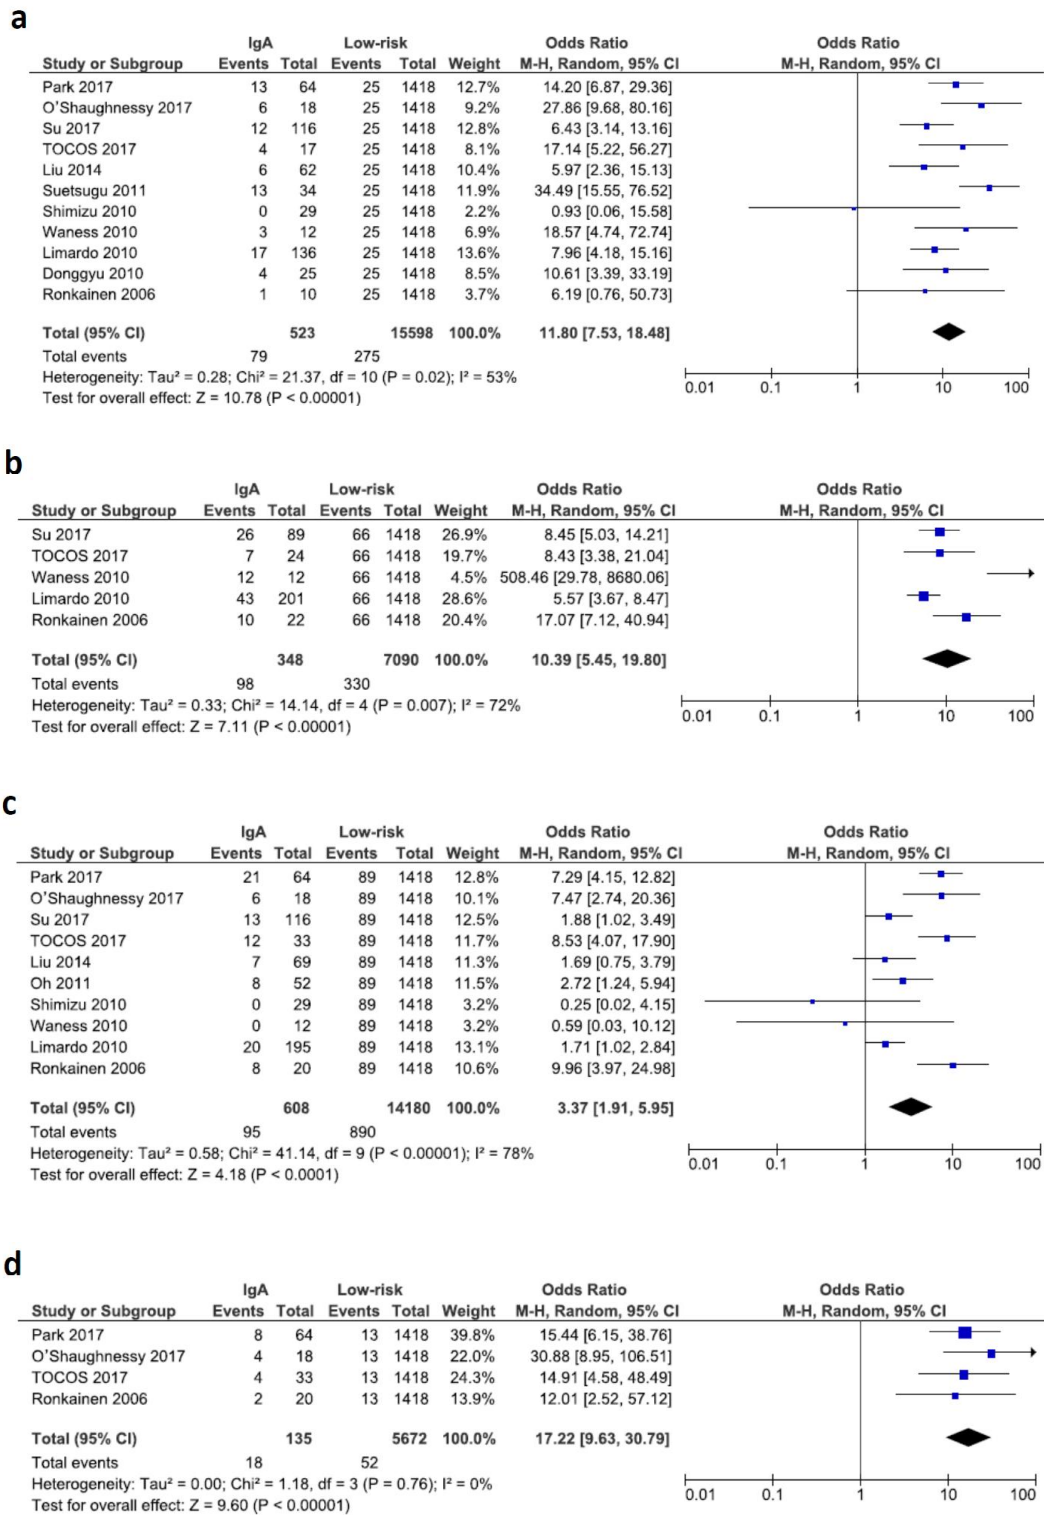 a
IgA Low-risk Odds Ratio Odds Ratio
Study or Subgroup Events Total Events Total Weight M-H, Random, 95% CI M-H, Random, 95% CI
Park 2017 13 64 25 1418 12.7% 14.20 [6.87, 29.36]
O'Shaughnessy 2017 6 18 25 1418 9.2% 27.86 [9.68, 80.16]
Su 2017 12 116 25 1418 12.8% 6.43 [3.14, 13.16]
TOCOS 2017 4 17 25 1418 8.1% 17.14 [5.22, 56.27]
Liu 2014 6 62 25 1418 10.4% 5.97 [2.36, 15.13]
Suetsugu 2011 13 34 25 1418 11.9% 34.49 [15.55, 76.52]
Shimizu 2010 0 29 25 1418 2.2% 0.93 [0.06, 15.58]
Waness 2010 3 12 25 1418 6.9% 18.57 [4.74, 72.74]
Limardo 2010 17 136 25 1418 13.6% 7.96 [4.18, 15.16]
Donggyu 2010 4 25 25 1418 8.5% 10.61 [3.39, 33.19]
Ronkainen 2006 1 10 25 1418 3.7% 6.19 [0.76, 50.73]
Total (95% CI) 523 15598 100.0% 11.80 [7.53, 18.48]
Total events 79 275
Heterogeneity: Tau² = 0.28; Chi² = 21.37, df = 10 (P = 0.02); I² = 53%
Test for overall effect: Z = 10.78 (P < 0.00001)
0.01 0.1 1 10 100
b
IgA Low-risk Odds Ratio Odds Ratio
Study or Subgroup Events Total Events Total Weight M-H, Random, 95% CI M-H, Random, 95% CI
Su 2017 26 89 66 1418 26.9% 8.45 [5.03, 14.21]
TOCOS 2017 7 24 66 1418 19.7% 8.43 [3.38, 21.04]
Waness 2010 12 12 66 1418 4.5% 508.46 [29.78, 8680.06]
Limardo 2010 43 201 66 1418 28.6% 5.57 [3.67, 8.47]
Ronkainen 2006 10 22 66 1418 20.4% 17.07 [7.12, 40.94]
Total (95% CI) 348 7090 100.0% 10.39 [5.45, 19.80]
Total events 98 330
Heterogeneity: Tau² = 0.33; Chi² = 14.14, df = 4 (P = 0.007); I² = 72%
Test for overall effect: Z = 7.11 (P < 0.00001)
0.01 0.1 1 10 100
c
IgA Low-risk Odds Ratio Odds Ratio
Study or Subgroup Events Total Events Total Weight M-H, Random, 95% CI M-H, Random, 95% CI
Park 2017 21 64 89 1418 12.8% 7.29 [4.15, 12.82]
O'Shaughnessy 2017 6 18 89 1418 10.1% 7.47 [2.74, 20.36]
Su 2017 13 116 89 1418 12.5% 1.88 [1.02, 3.49]
TOCOS 2017 12 33 89 1418 11.7% 8.53 [4.07, 17.90]
Liu 2014 7 69 89 1418 11.3% 1.69 [0.75, 3.79]
Oh 2011 8 52 89 1418 11.5% 2.72 [1.24, 5.94]
Shimizu 2010 0 29 89 1418 3.2% 0.25 [0.02, 4.15]
Waness 2010 0 12 89 1418 3.2% 0.59 [0.03, 10.12]
Limardo 2010 20 195 89 1418 13.1% 1.71 [1.02, 2.84]
Ronkainen 2006 8 20 89 1418 10.6% 9.96 [3.97, 24.98]
Total (95% CI) 608 14180 100.0% 3.37 [1.91, 5.95]
Total events 95 890
Heterogeneity: Tau² = 0.58; Chi² = 41.14, df = 9 (P < 0.00001); I² = 78%
Test for overall effect: Z = 4.18 (P < 0.0001)
0.01 0.1 1 10 100
d
IgA Low-risk Odds Ratio Odds Ratio
Study or Subgroup Events Total Events Total Weight M-H, Random, 95% CI M-H, Random, 95% CI
Park 2017 8 64 13 1418 39.8% 15.44 [6.15, 38.76]
O'Shaughnessy 2017 4 18 13 1418 22.0% 30.88 [8.95, 106.51]
TOCOS 2017 4 33 13 1418 24.3% 14.91 [4.58, 48.49]
Ronkainen 2006 2 20 13 1418 13.9% 12.01 [2.52, 57.12]
Total (95% CI) 135 5672 100.0% 17.22 [9.63, 30.79]
Total events 18 52
Heterogeneity: Tau² = 0.00; Chi² = 1.18, df = 3 (P = 0.76); I² = 0%
Test for overall effect: Z = 9.60 (P < 0.00001)
0.01 0.1 1 10 100